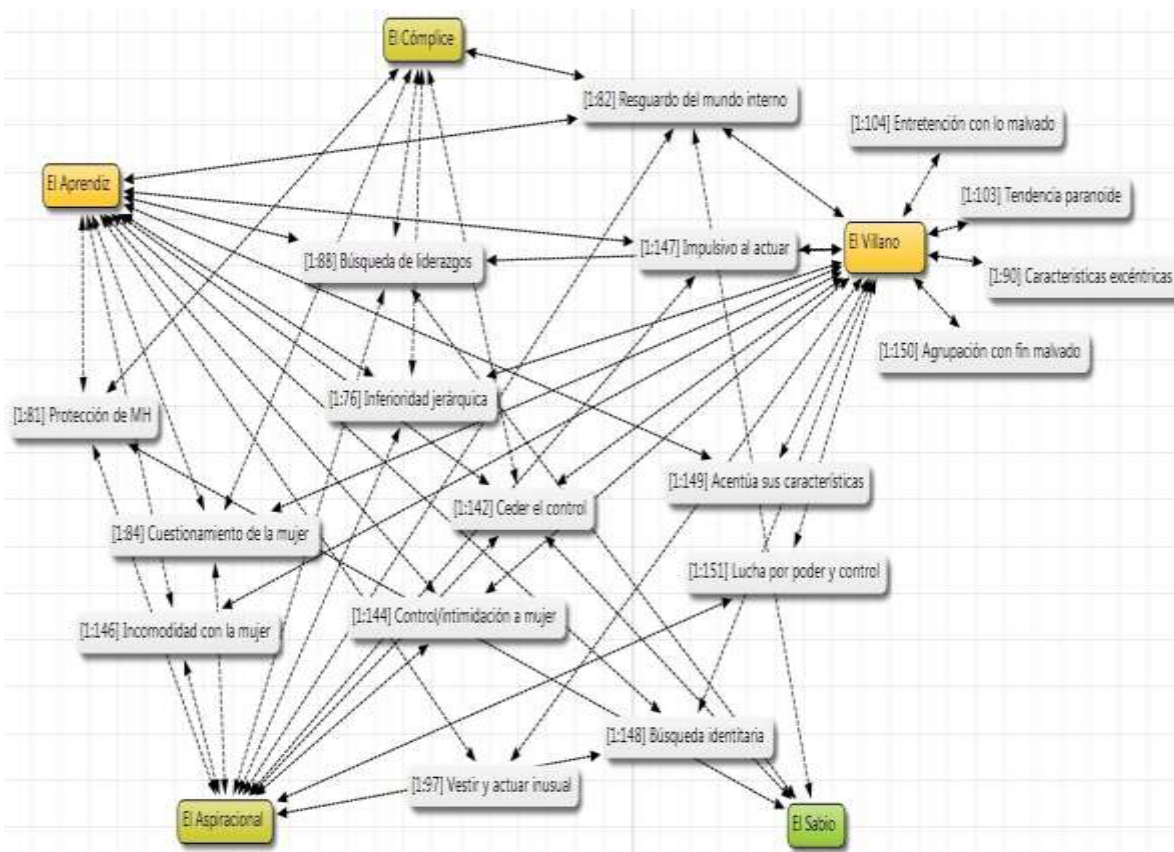 El Cómplice
[1:82] Resguardo del mundo interno
[1:104] Entretención con lo malvado
El Aprendiz
[1:103] Tendencia paranoide
El Villano
[1:147] Impulsivo al actuar
[1:88] Búsqueda de liderazgos
[1:90] Caracteristicas excéntricas
[1:150] Agrupación con fin malvado
[1:76] Inferioridad jerárquica
[1:81] Protección de MH
[1:149] Acentúa sus características
[1:142] Ceder el control
[1:84] Cuestionamiento de la mujer
[1:151] Lucha por poder y control
[1:144] Control/intimidación a mujer
[1:146] Incomodidad con la mujer
[1:148] Búsqueda identitaria
[1:97] Vestir y actuar inusual
El Aspiracional
El Sabio